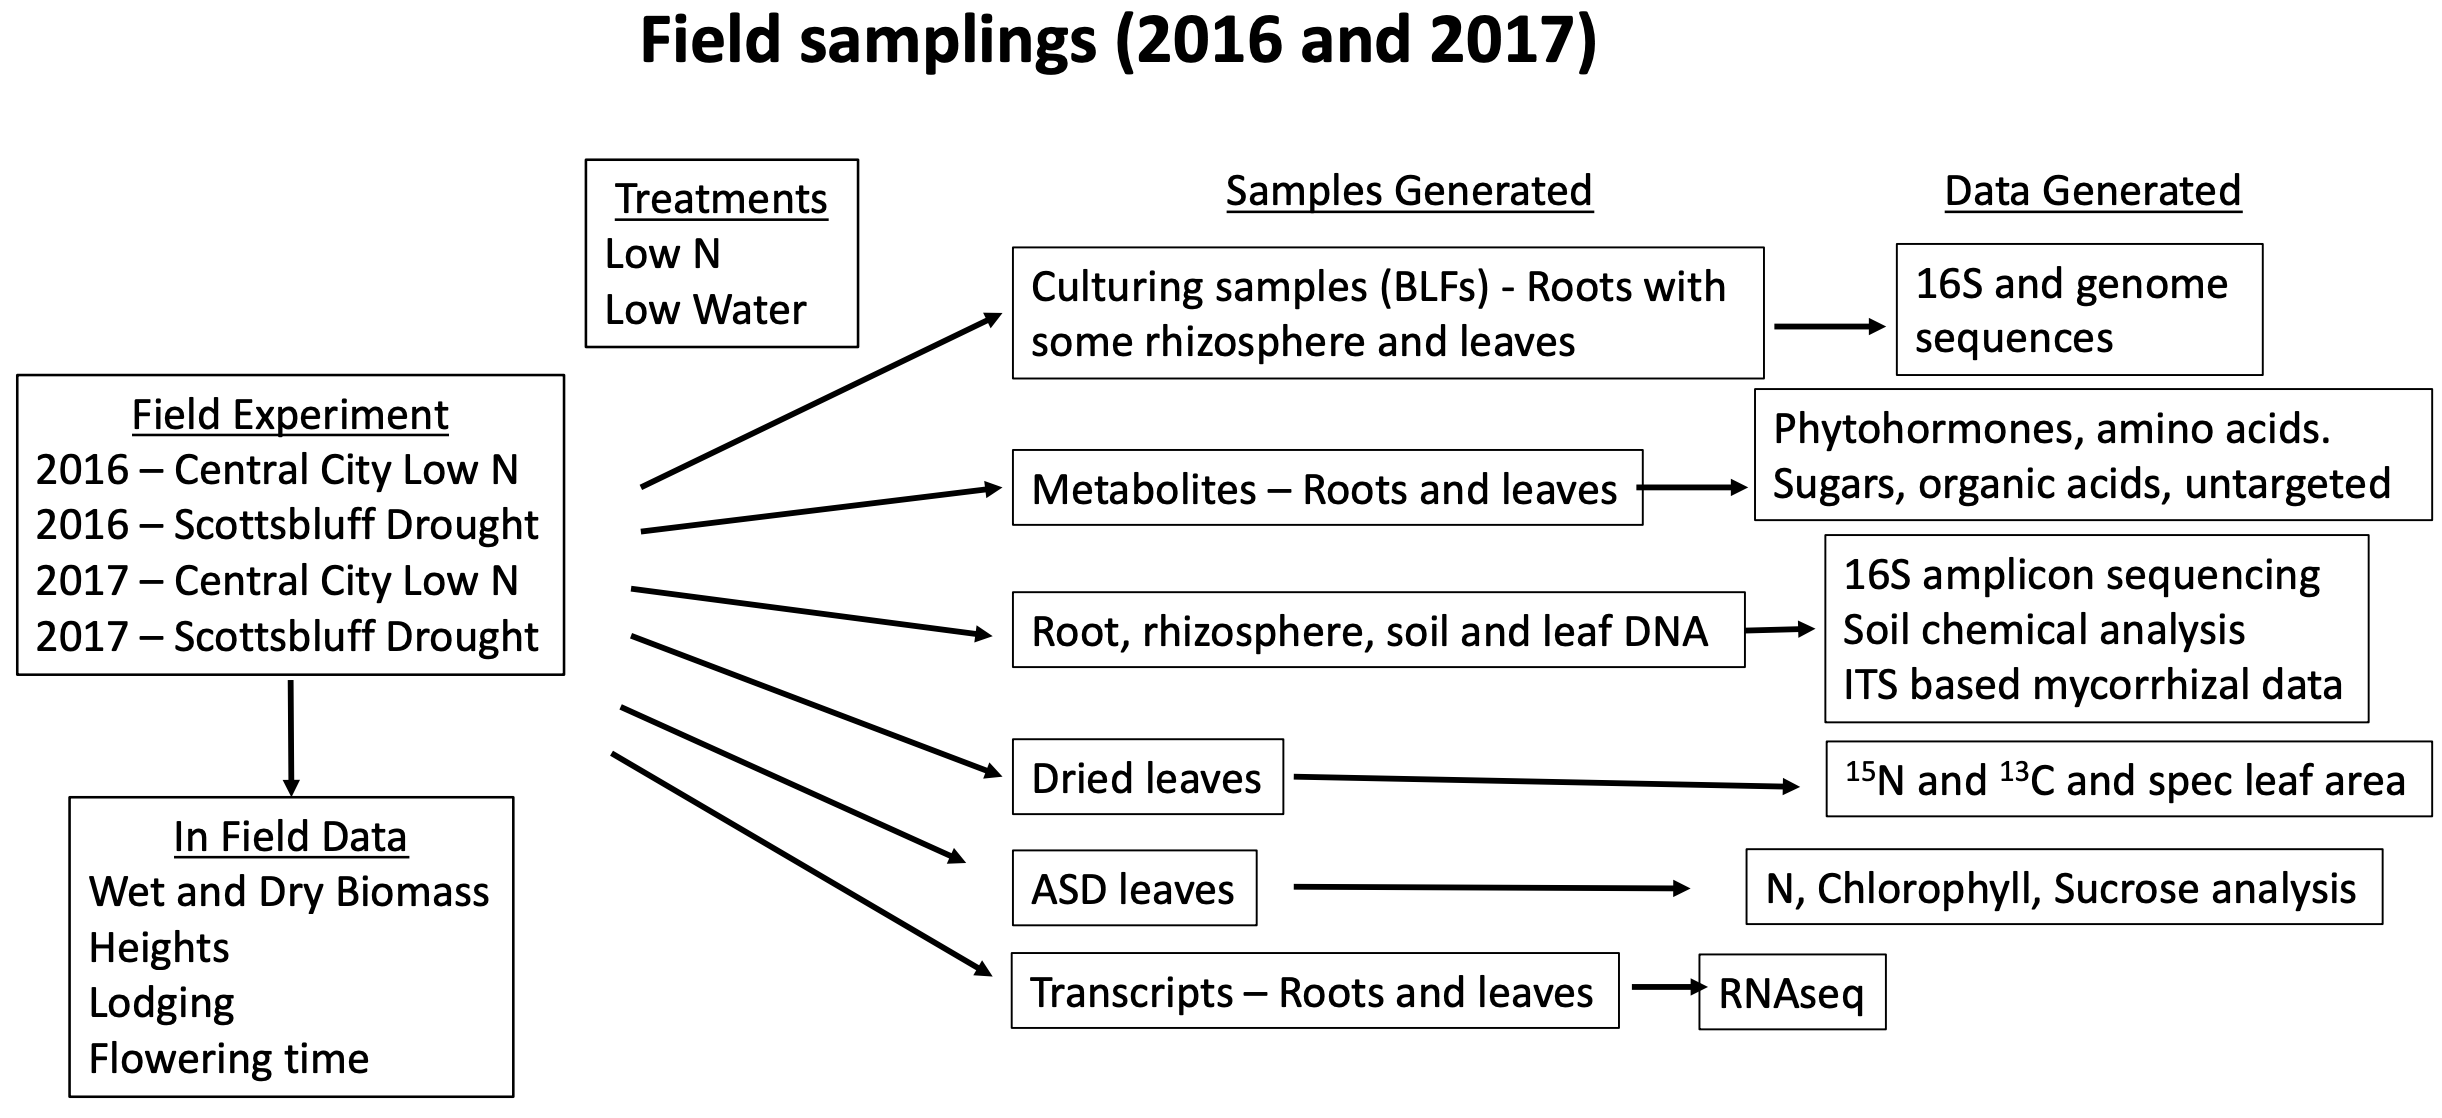 Field samplings (2016 and 2017)
Treatments
Low N
Low Water
Field Experiment
2016 – Central City Low N
2016 – Scottsbluff Drought
2017 – Central City Low N
2017 – Scottsbluff Drought
In Field Data
Wet and Dry Biomass
Heights
Lodging
Flowering time
Samples Generated
Culturing samples (BLFs) - Roots with
some rhizosphere and leaves
Metabolites – Roots and leaves
Root, rhizosphere, soil and leaf DNA
Dried leaves
ASD leaves
Transcripts – Roots and leaves
Data Generated
16S and genome
sequences
Phytohormones, amino acids.
Sugars, organic acids, untargeted
16S amplicon sequencing
Soil chemical analysis
ITS based mycorrhizal data
¹⁵N and ¹³C and spec leaf area
N, Chlorophyll, Sucrose analysis
RNAseq